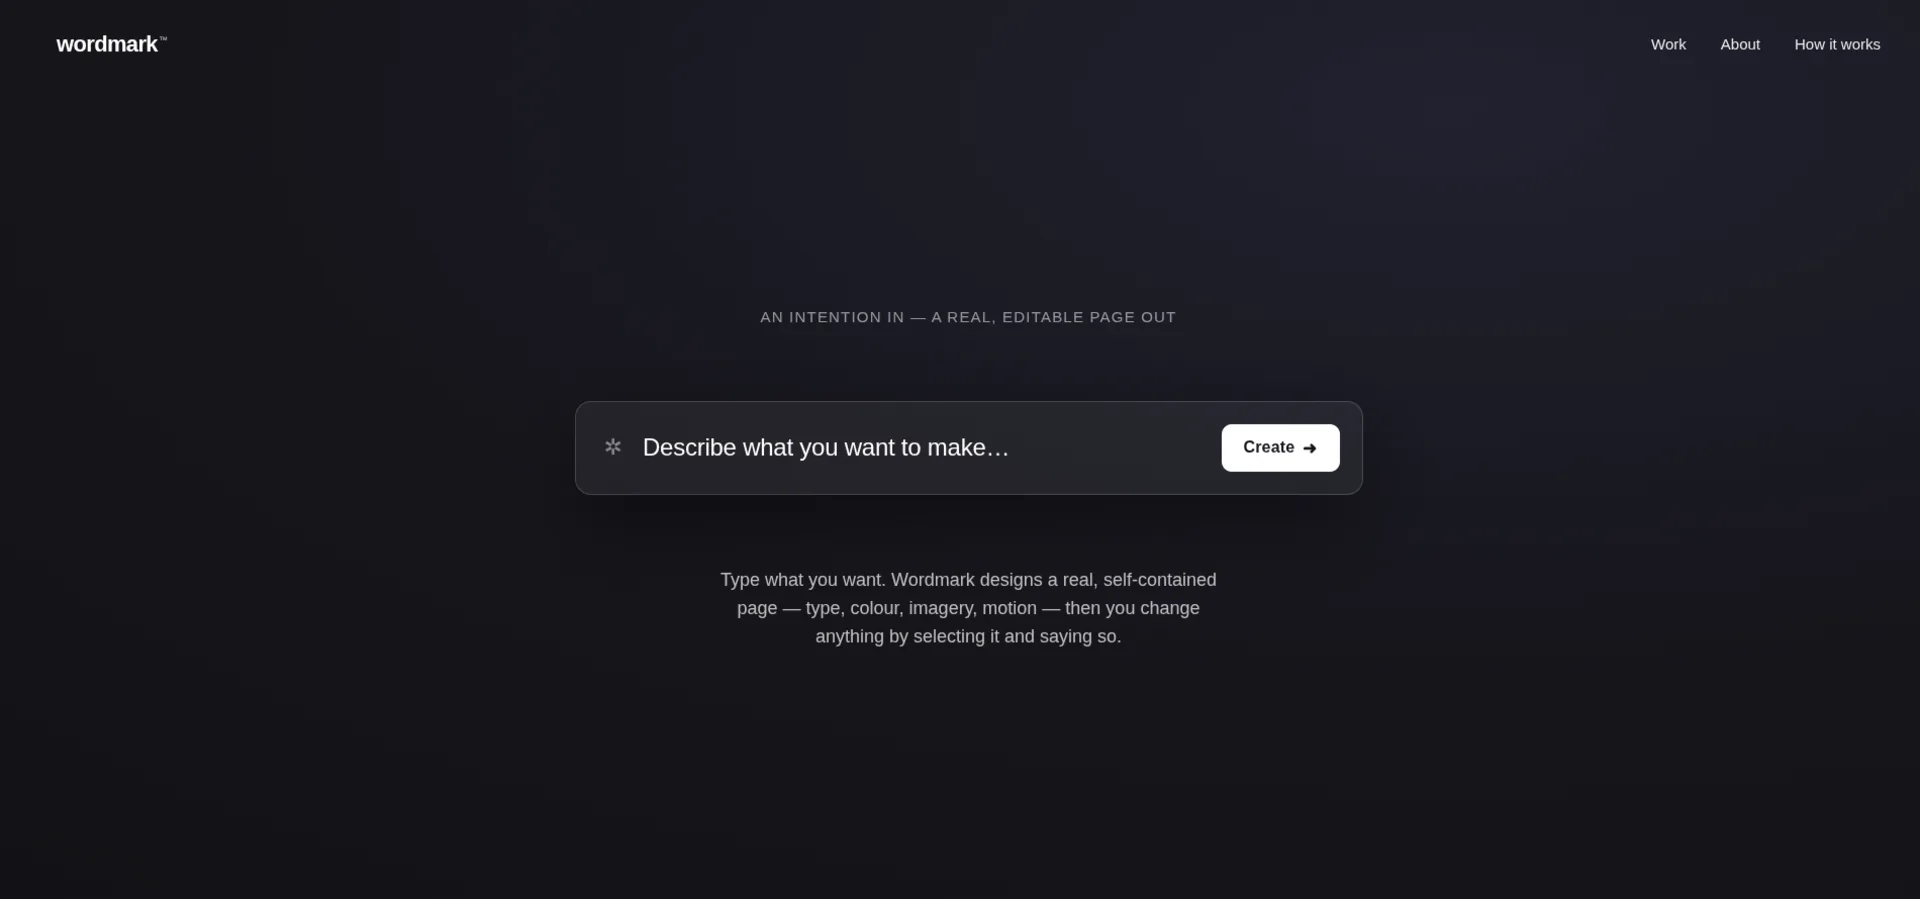 wordmark™
Work About How it works
AN INTENTION IN — A REAL, EDITABLE PAGE OUT
Describe what you want to make…
Create ➜
Type what you want. Wordmark designs a real, self-contained
page — type, colour, imagery, motion — then you change
anything by selecting it and saying so.